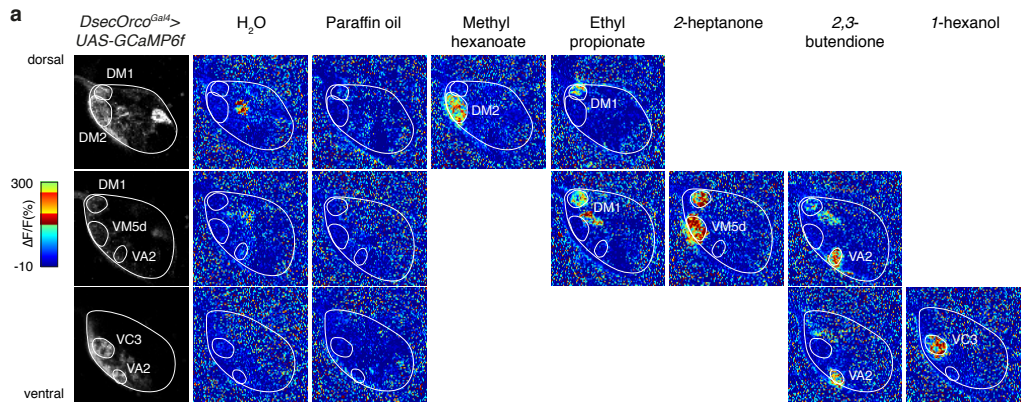 a
DsecOrco^Gal4>
UAS-GCaMP6f
H₂O
Paraffin oil
Methyl
hexanoate
Ethyl
propionate
2-heptanone
2,3-
butendione
1-hexanol
dorsal
DM1
DM2
DM2
DM1
300
ΔF/F(%)
-10
DM1
VM5d
VA2
DM1
VM5d
VA2
VC3
VA2
VA2
VC3
ventral